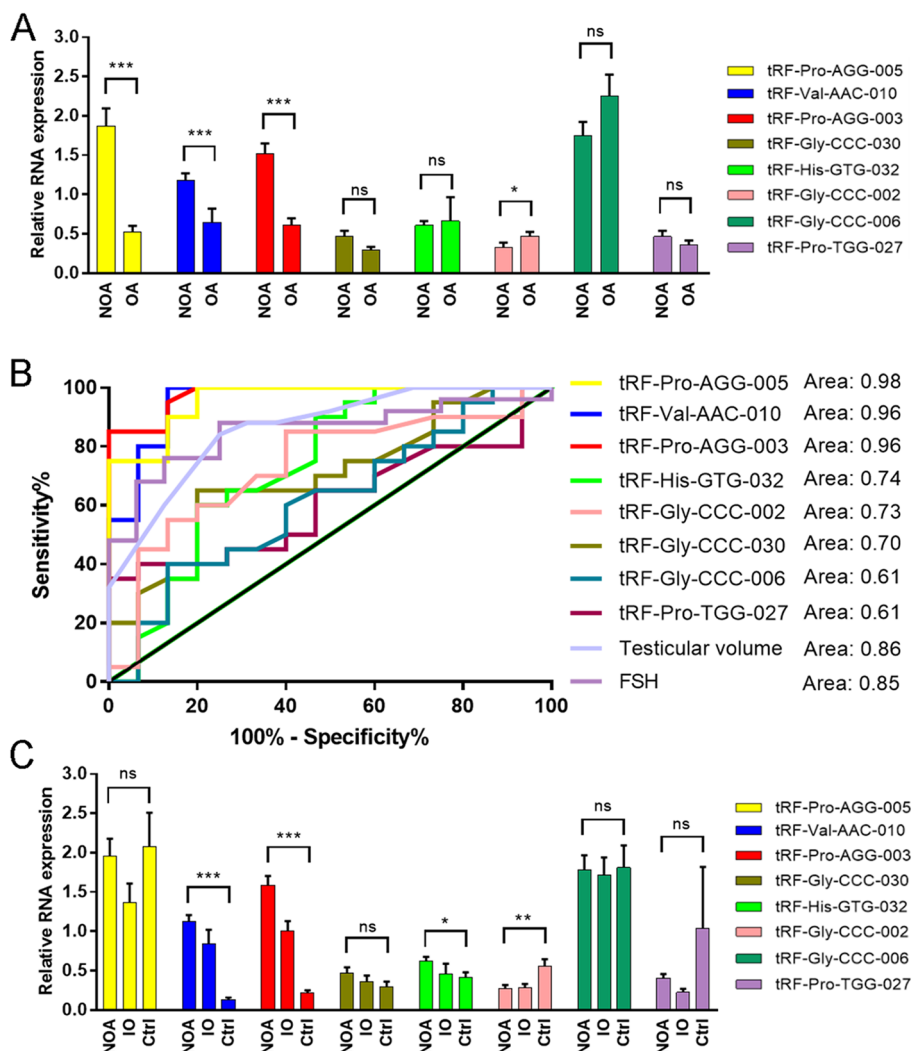 A
Relative RNA expression
3.0
2.5
2.0
1.5
1.0
0.5
0.0
***
***
***
ns
ns
*
ns
ns
NOA OA NOA OA NOA OA NOA OA NOA OA NOA OA NOA OA NOA OA
tRF-Pro-AGG-005
tRF-Val-AAC-010
tRF-Pro-AGG-003
tRF-Gly-CCC-030
tRF-His-GTG-032
tRF-Gly-CCC-002
tRF-Gly-CCC-006
tRF-Pro-TGG-027
B
Sensitivity%
100
80
60
40
20
0
0 20 40 60 80 100
100% - Specificity%
tRF-Pro-AGG-005 Area: 0.98
tRF-Val-AAC-010 Area: 0.96
tRF-Pro-AGG-003 Area: 0.96
tRF-His-GTG-032 Area: 0.74
tRF-Gly-CCC-002 Area: 0.73
tRF-Gly-CCC-030 Area: 0.70
tRF-Gly-CCC-006 Area: 0.61
tRF-Pro-TGG-027 Area: 0.61
Testicular volume Area: 0.86
FSH Area: 0.85
C
Relative RNA expression
3.0
2.5
2.0
1.5
1.0
0.5
0.0
ns
***
***
ns
*
**
ns
ns
NOA IO Ctrl NOA IO Ctrl NOA IO Ctrl NOA IO Ctrl NOA IO Ctrl NOA IO Ctrl NOA IO Ctrl NOA IO Ctrl
tRF-Pro-AGG-005
tRF-Val-AAC-010
tRF-Pro-AGG-003
tRF-Gly-CCC-030
tRF-His-GTG-032
tRF-Gly-CCC-002
tRF-Gly-CCC-006
tRF-Pro-TGG-027